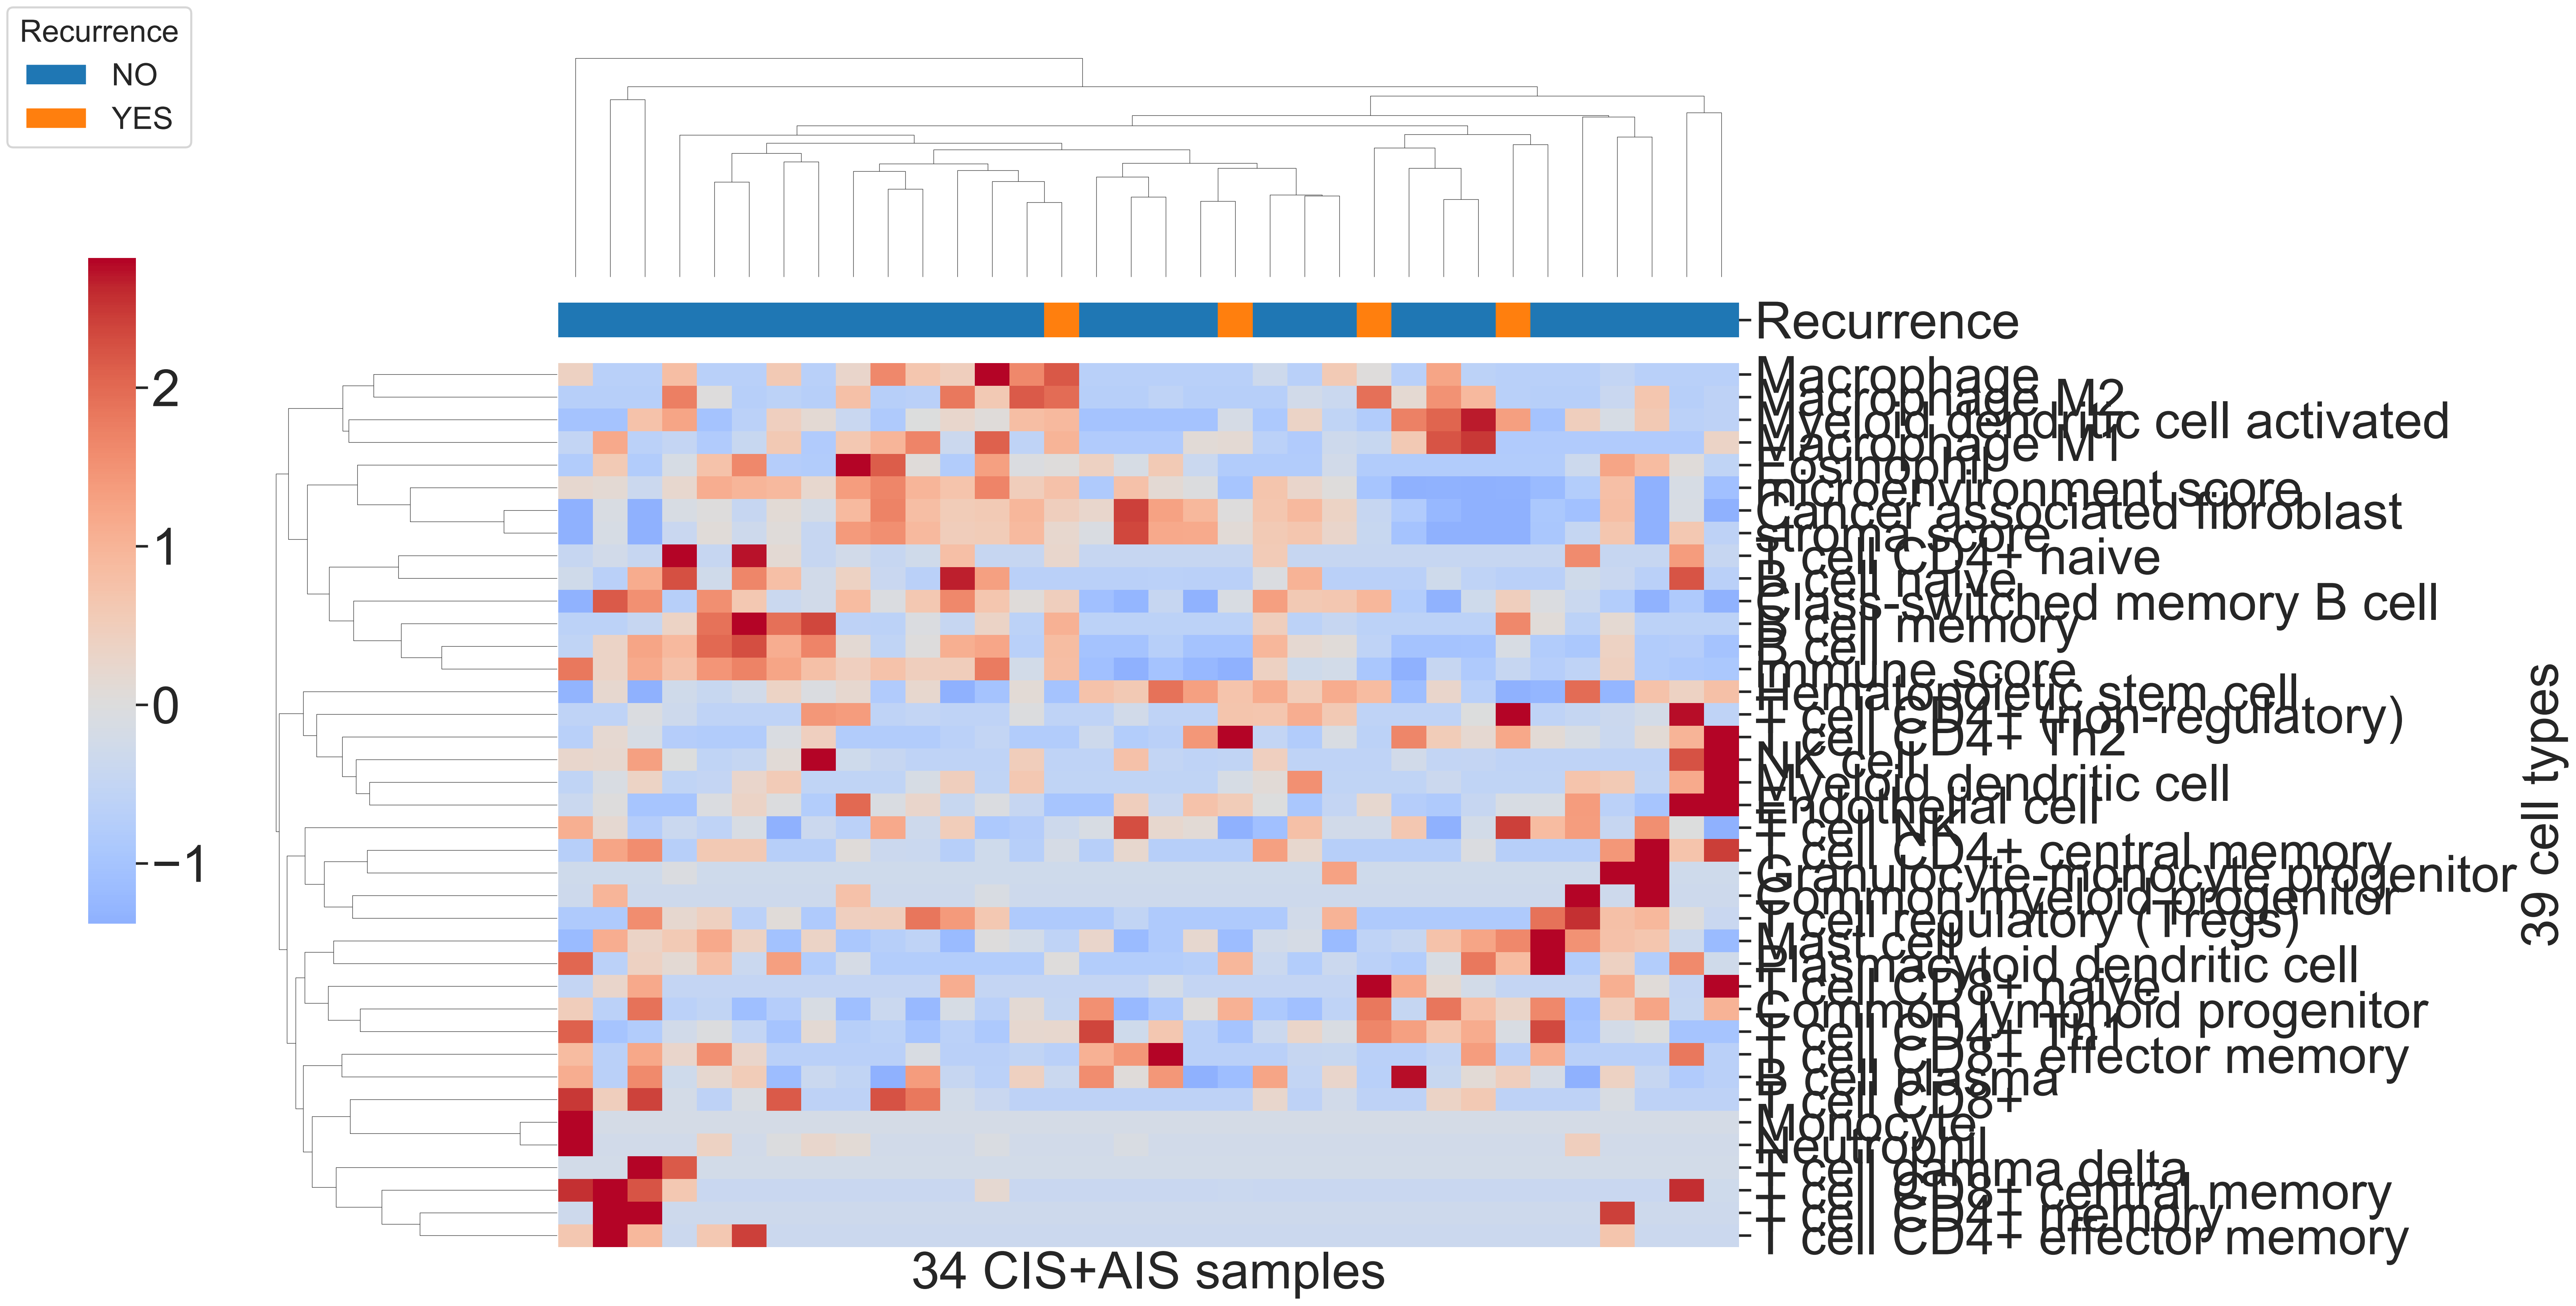 Recurrence
NO
YES
2
1
0
−1
Recurrence
Macrophage
Macrophage M2
Myeloid dendritic cell activated
Macrophage M1
Eosinophil
microenvironment score
Cancer associated fibroblast
stroma score
T cell CD4+ naive
B cell naive
Class-switched memory B cell
B cell memory
B cell
immune score
Hematopoietic stem cell
T cell CD4+ (non-regulatory)
T cell CD4+ Th2
NK cell
Myeloid dendritic cell
Endothelial cell
T cell NK
T cell CD4+ central memory
Granulocyte-monocyte progenitor
Common myeloid progenitor
T cell regulatory (Tregs)
Mast cell
Plasmacytoid dendritic cell
T cell CD8+ naive
Common lymphoid progenitor
T cell CD4+ Th1
T cell CD8+ effector memory
B cell plasma
T cell CD8+
Monocyte
Neutrophil
T cell gamma delta
T cell CD8+ central memory
T cell CD4+ memory
T cell CD4+ effector memory
39 cell types
34 CIS+AIS samples